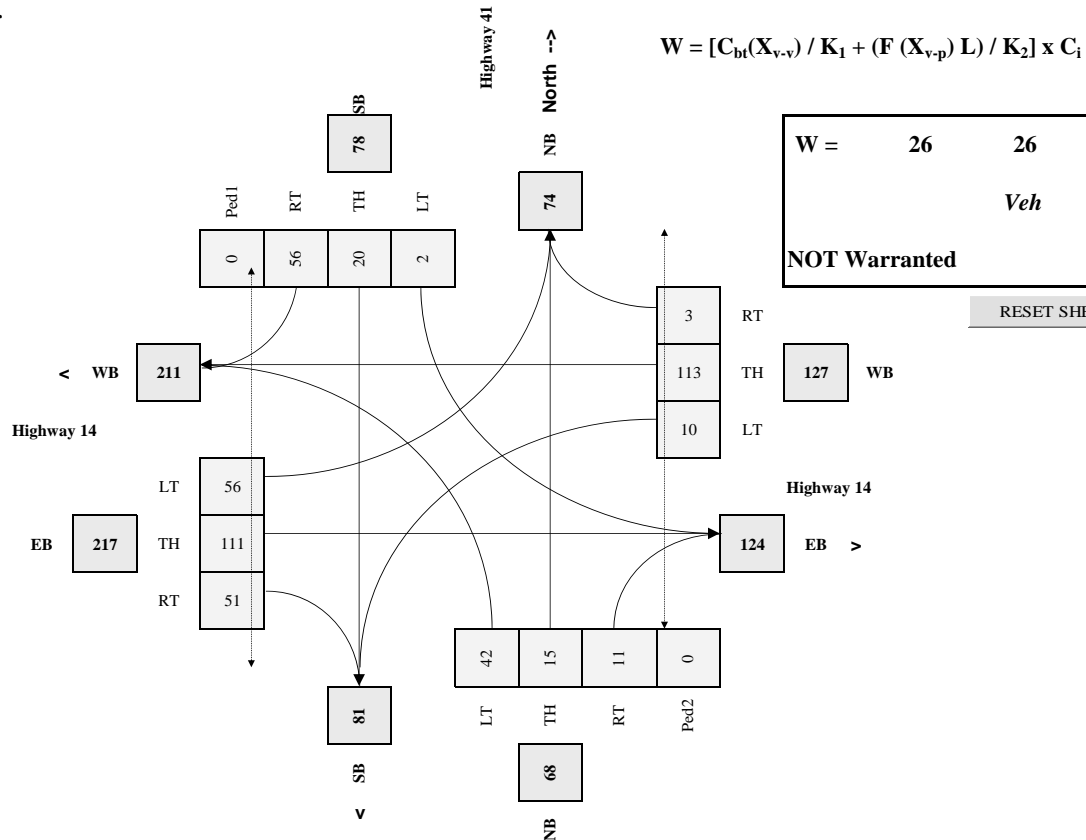 Highway 41
North -->
W = [Cbt(Xv-v) / K1 + (F (Xv-p) L) / K2] x Ci
SB
78
NB
74
W = 26 26
Veh
NOT Warranted
RESET SHE
Ped1 RT TH LT
0 56 20 2
3 RT
113 TH
10 LT
127 WB
< WB 211
Highway 14
LT 56
TH 111
RT 51
EB 217
Highway 14
124 EB >
42 15 11 0
LT TH RT Ped2
81
SB
<
68
NB